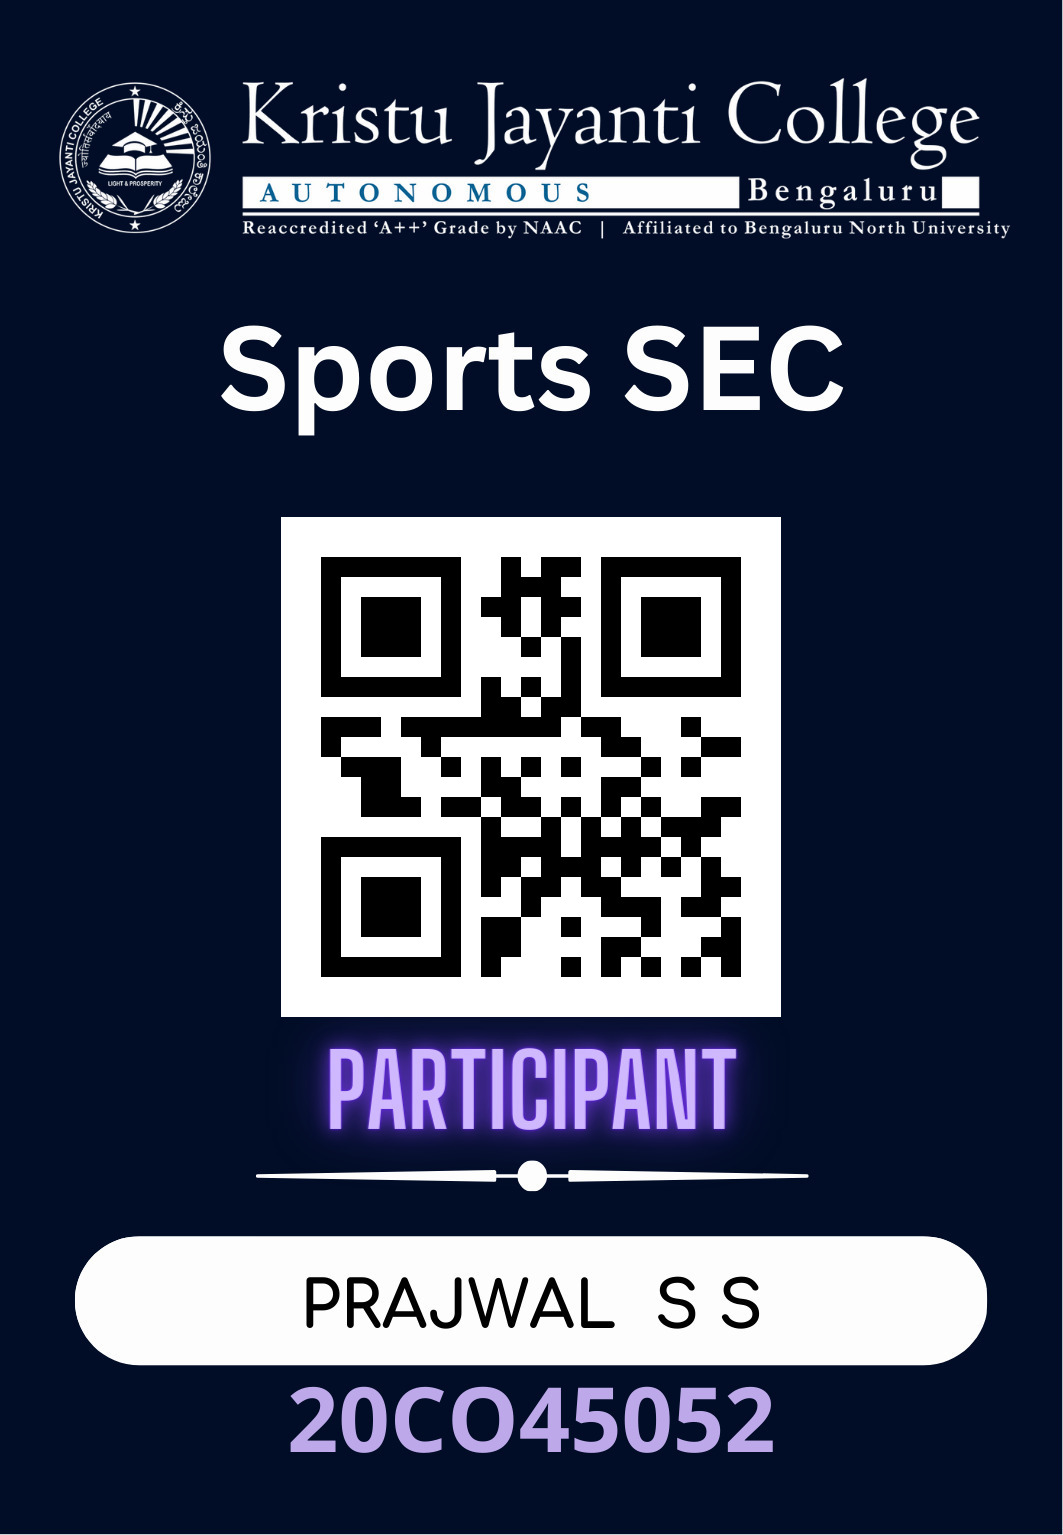 KRISTU JAYANTI COLLEGE
LIGHT & PROSPERITY
Kristu Jayanti College
AUTONOMOUS Bengaluru
Reaccredited ‘A++’ Grade by NAAC | Affiliated to Bengaluru North University
Sports SEC
PARTICIPANT
PRAJWAL S S
20CO45052